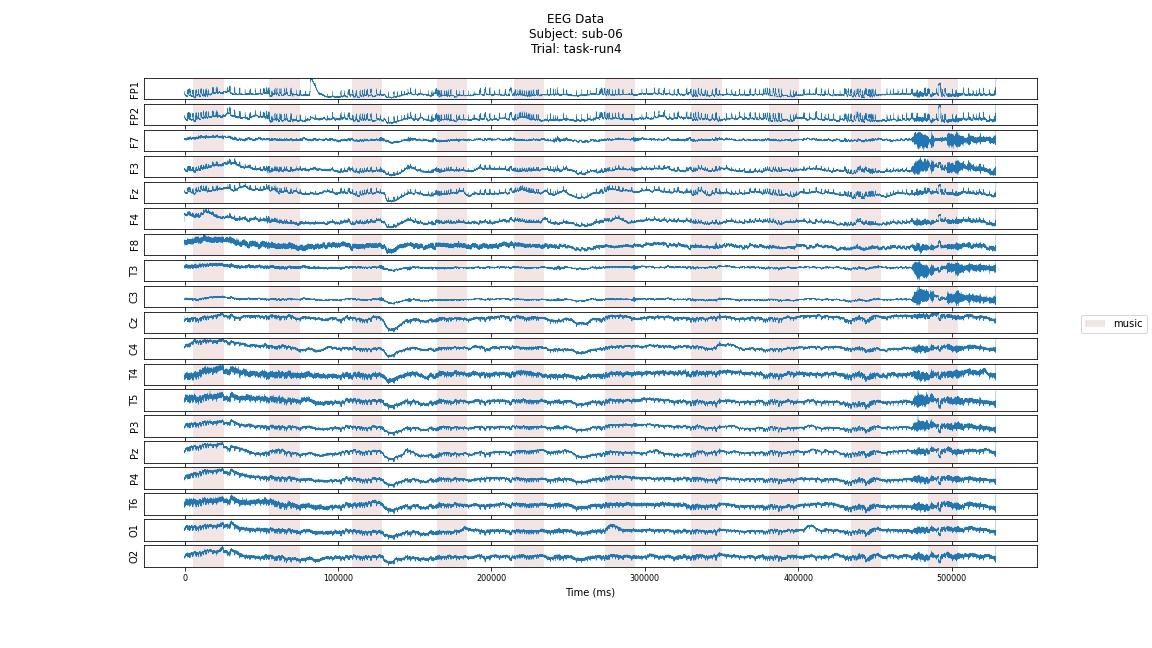 EEG Data
Subject: sub-06
Trial: task-run4
FP1
FP2
F7
F3
Fz
F4
F8
T3
C3
Cz
C4
T4
T5
P3
Pz
P4
T6
O1
O2
music
0 100000 200000 300000 400000 500000
Time (ms)